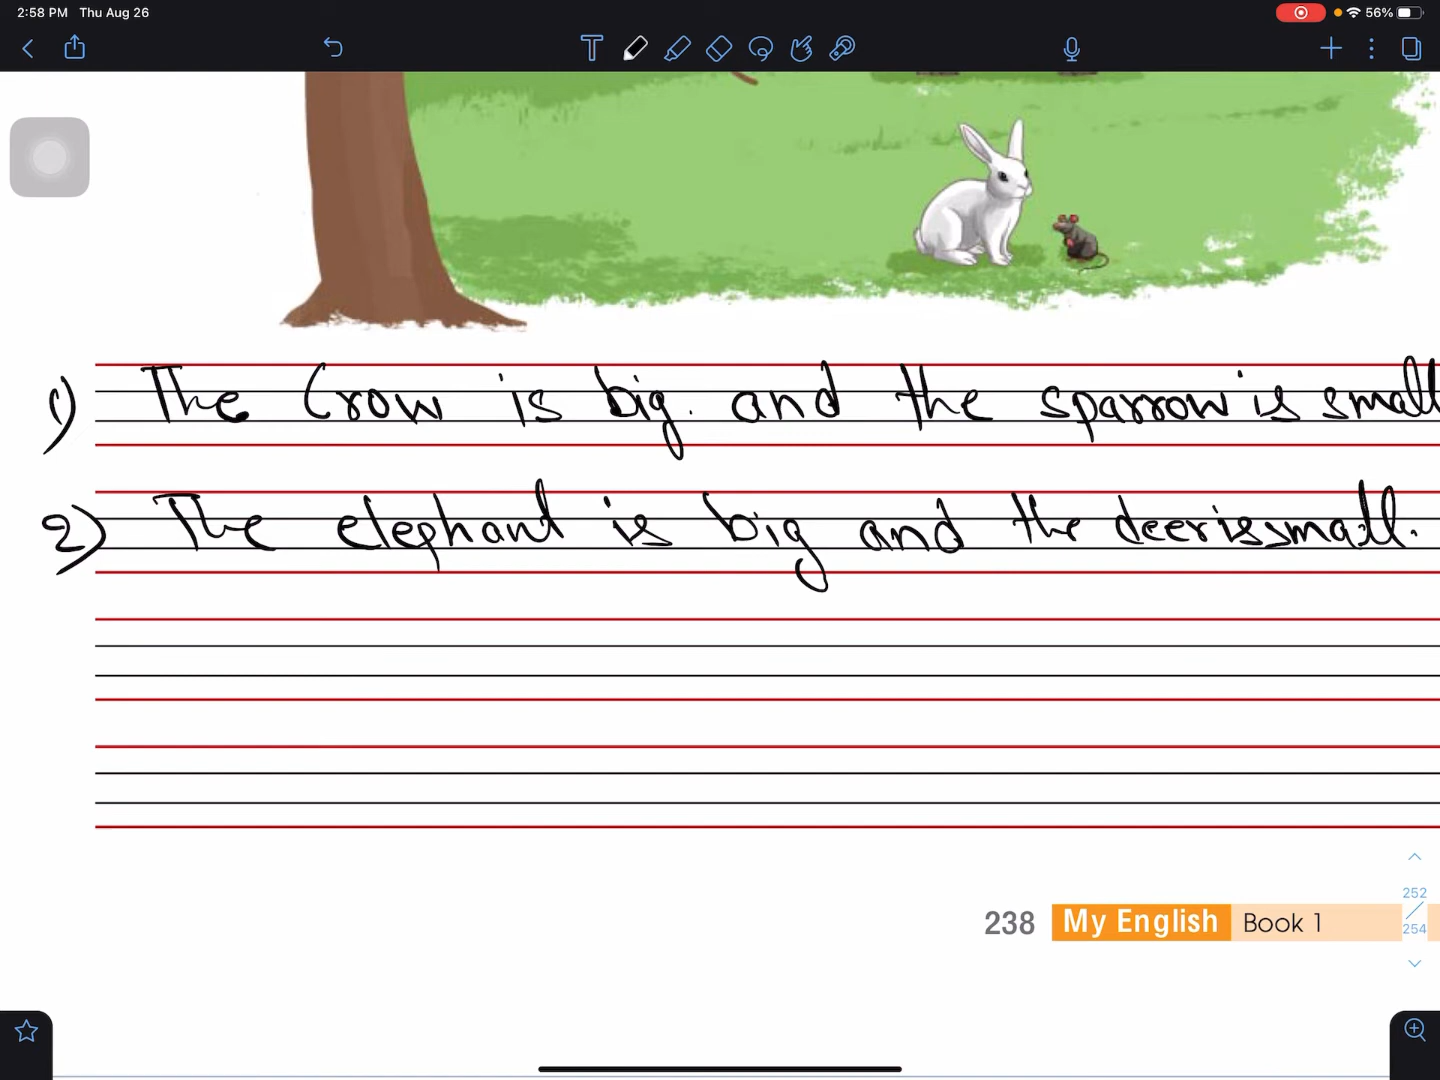 2:58 PM Thu Aug 26
56%
1) The Crow is big. and the sparrow is small
2) The elephant is big and the deer is small.
252
254
238 My English Book 1